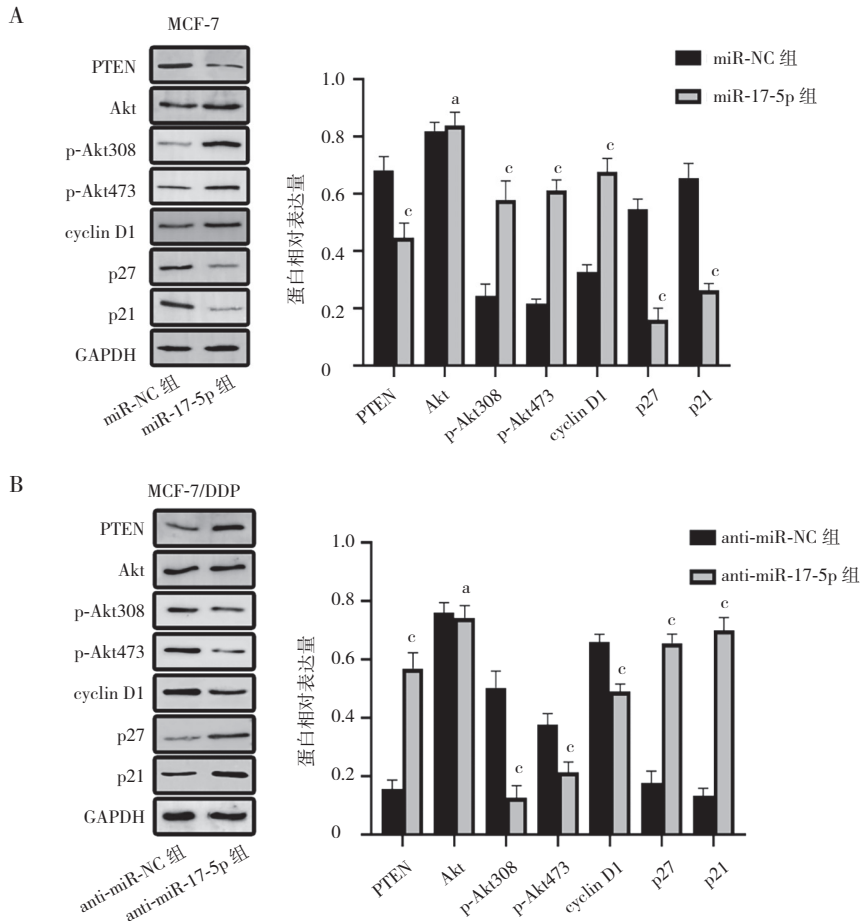 A
MCF-7
PTEN
Akt
p-Akt308
p-Akt473
cyclin D1
p27
p21
GAPDH
miR-NC 组
miR-17-5p 组
miR-NC 组
miR-17-5p 组
蛋白相对表达量
1.0
0.8
0.6
0.4
0.2
0
c
a
c
c
c
c
c
PTEN
Akt
p-Akt308
p-Akt473
cyclin D1
p27
p21
B
MCF-7/DDP
PTEN
Akt
p-Akt308
p-Akt473
cyclin D1
p27
p21
GAPDH
anti-miR-NC 组
anti-miR-17-5p 组
anti-miR-NC 组
anti-miR-17-5p 组
蛋白相对表达量
1.0
0.8
0.6
0.4
0.2
0
c
a
c
c
c
c
c
PTEN
Akt
p-Akt308
p-Akt473
cyclin D1
p27
p21